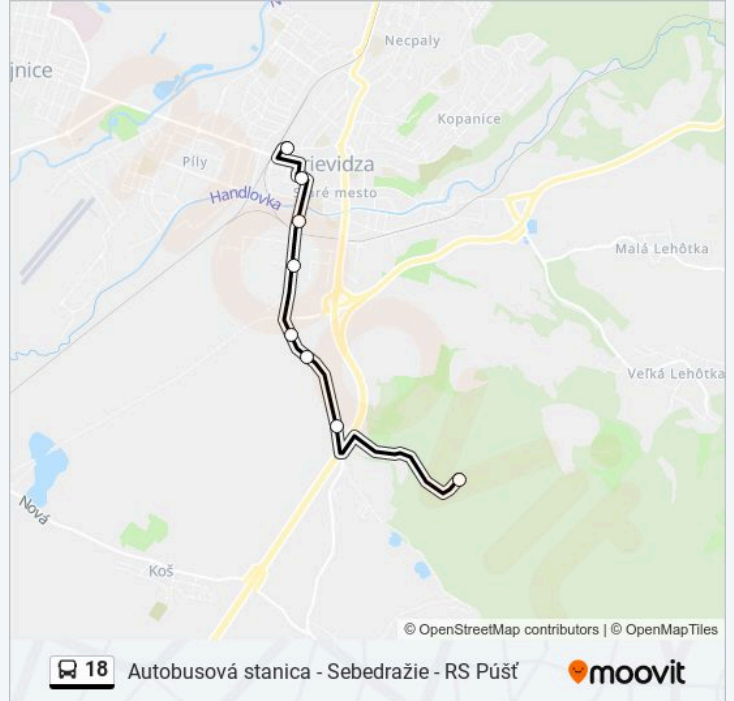 Necpaly
jnice
Kopanice
rievidza
Píly
Staré mesto
Handlovka
Malá Lehôtka
Veľká Lehôtka
Nová
Koš
© OpenStreetMap contributors | © OpenMapTiles
18 Autobusová stanica - Sebedražie - RS Púšť moovit